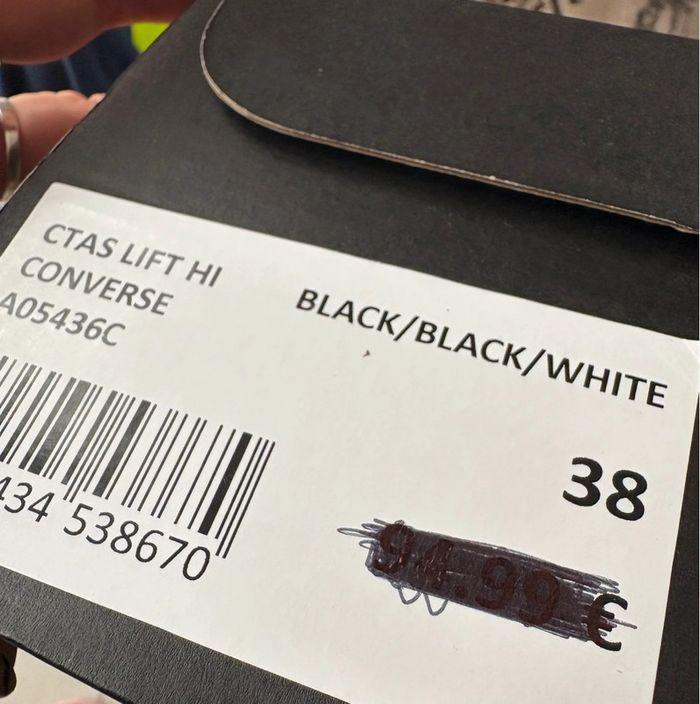 CTAS LIFT HI
CONVERSE
A05436C
BLACK/BLACK/WHITE
38
434 538670
94.99 €